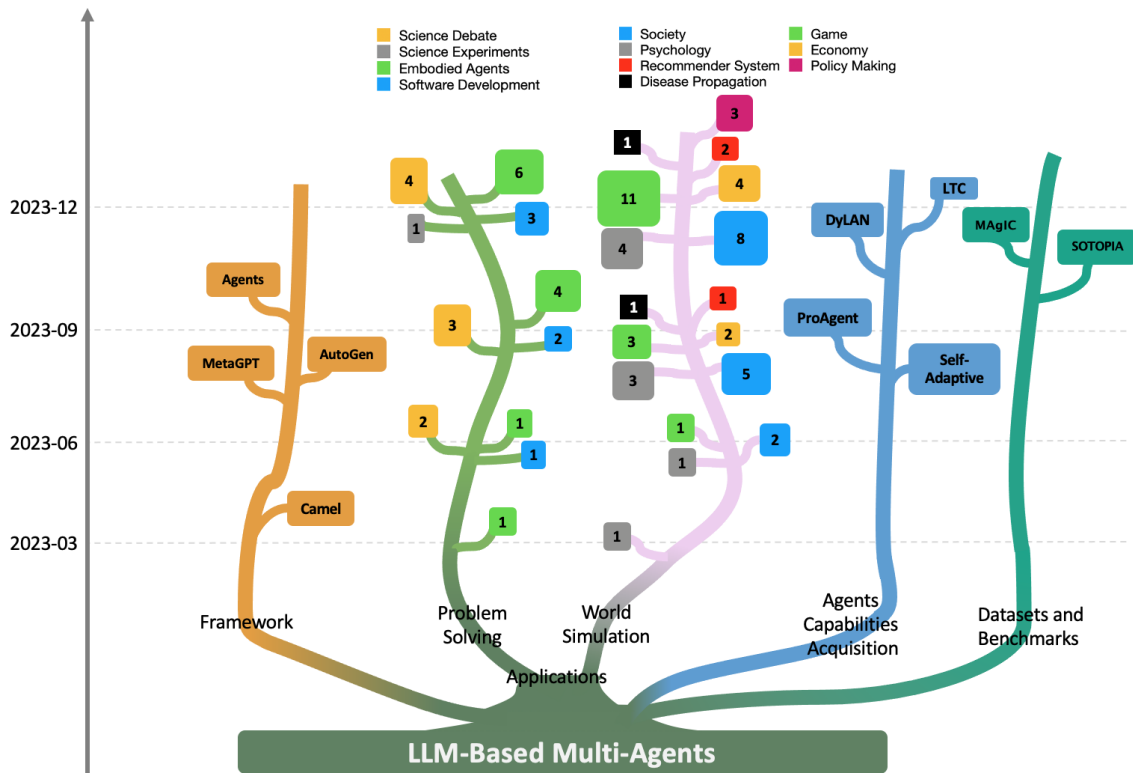 Science Debate
Science Experiments
Embodied Agents
Software Development
Society
Psychology
Recommender System
Disease Propagation
Game
Economy
Policy Making
3
1
2
4
6
11
4
LTC
2023-12
1
3
4
8
DyLAN
MAgIC
SOTOPIA
Agents
4
1
1
2023-09
3
2
3
2
ProAgent
MetaGPT
AutoGen
3
5
Self-
Adaptive
2
1
1
2
2023-06
1
1
Camel
1
1
2023-03
Framework
Problem
Solving
World
Simulation
Agents
Capabilities
Acquisition
Datasets and
Benchmarks
Applications
LLM-Based Multi-Agents